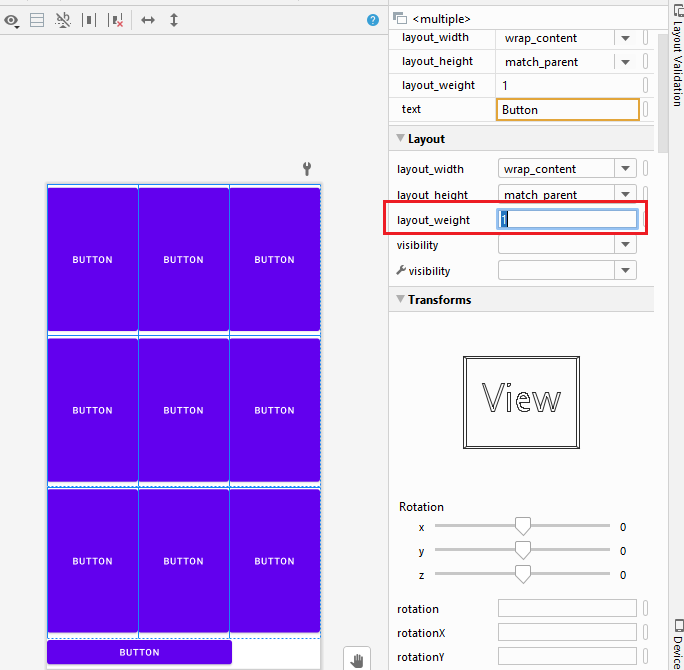 <multiple>
layout_width wrap_content
layout_height match_parent
layout_weight 1
text Button
Layout
layout_width wrap_content
layout_height match_parent
layout_weight 1
visibility
visibility
Transforms
View
Rotation
x 0
y 0
z 0
rotation
rotationX
rotationY
?
BUTTON BUTTON BUTTON
BUTTON BUTTON BUTTON
BUTTON BUTTON BUTTON
BUTTON
Layout Validation